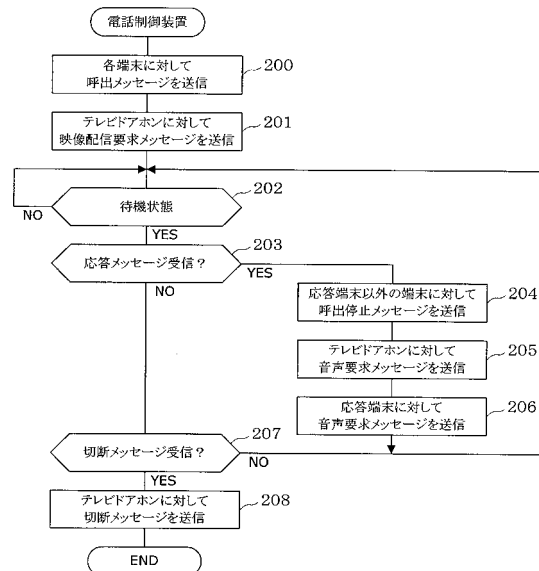 電話制御装置
各端末に対して
呼出メッセージを送信
200
テレビドアホンに対して
映像配信要求メッセージを送信
201
202
待機状態
NO
YES
203
応答メッセージ受信？
YES
NO
応答端末以外の端末に対して
呼出停止メッセージを送信
204
テレビドアホンに対して
音声要求メッセージを送信
205
応答端末に対して
音声要求メッセージを送信
206
207
切断メッセージ受信？
NO
YES
テレビドアホンに対して
切断メッセージを送信
208
END